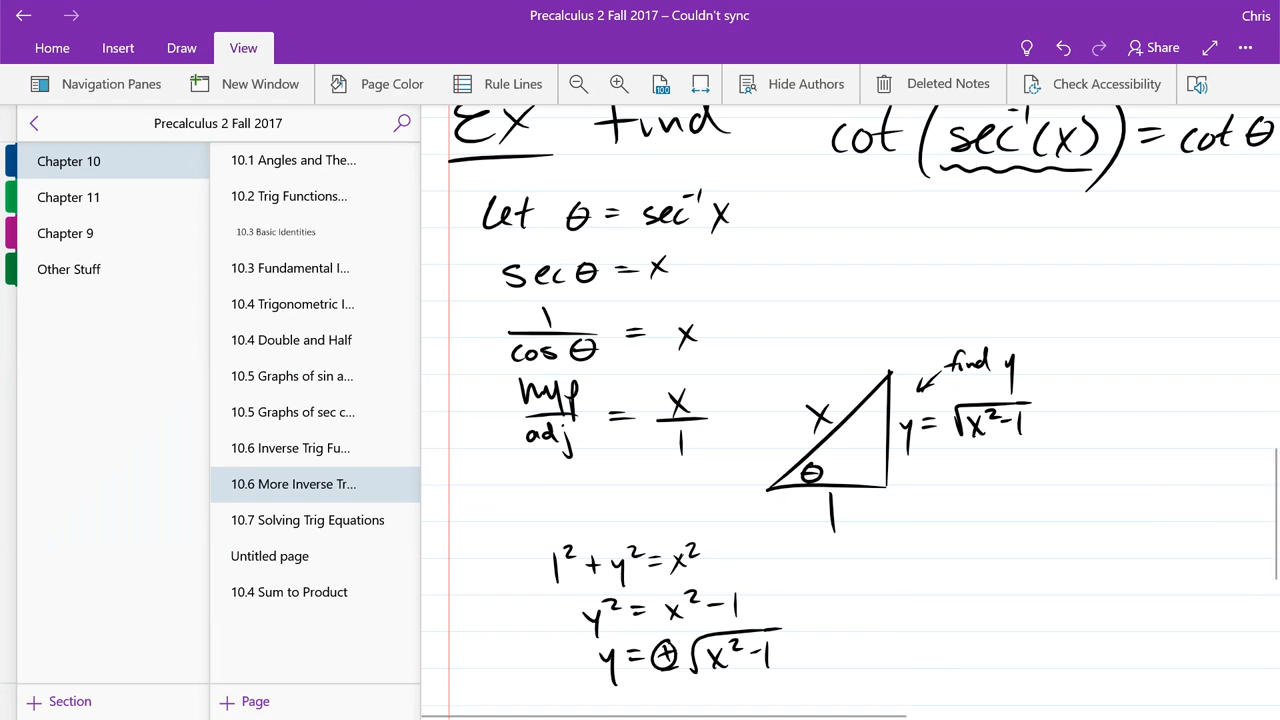 Precalculus 2 Fall 2017 – Couldn't sync
Chris
Home Insert Draw View
Share
Navigation Panes New Window Page Color Rule Lines 100 Hide Authors Deleted Notes Check Accessibility
Precalculus 2 Fall 2017
Chapter 10
Chapter 11
Chapter 9
Other Stuff
Section
10.1 Angles and The...
10.2 Trig Functions...
10.3 Basic Identities
10.3 Fundamental I...
10.4 Trigonometric I...
10.4 Double and Half
10.5 Graphs of sin a...
10.5 Graphs of sec c...
10.6 Inverse Trig Fu...
10.6 More Inverse Tr...
10.7 Solving Trig Equations
Untitled page
10.4 Sum to Product
Page
Ex find cot (sec⁻¹(x)) = cot θ
let θ = sec⁻¹ x
sec θ = x
1/cos θ = x
hyp/adj = x/1
x
θ
1
find y
y = √(x²-1)
1² + y² = x²
y² = x² - 1
y = + √(x²-1)